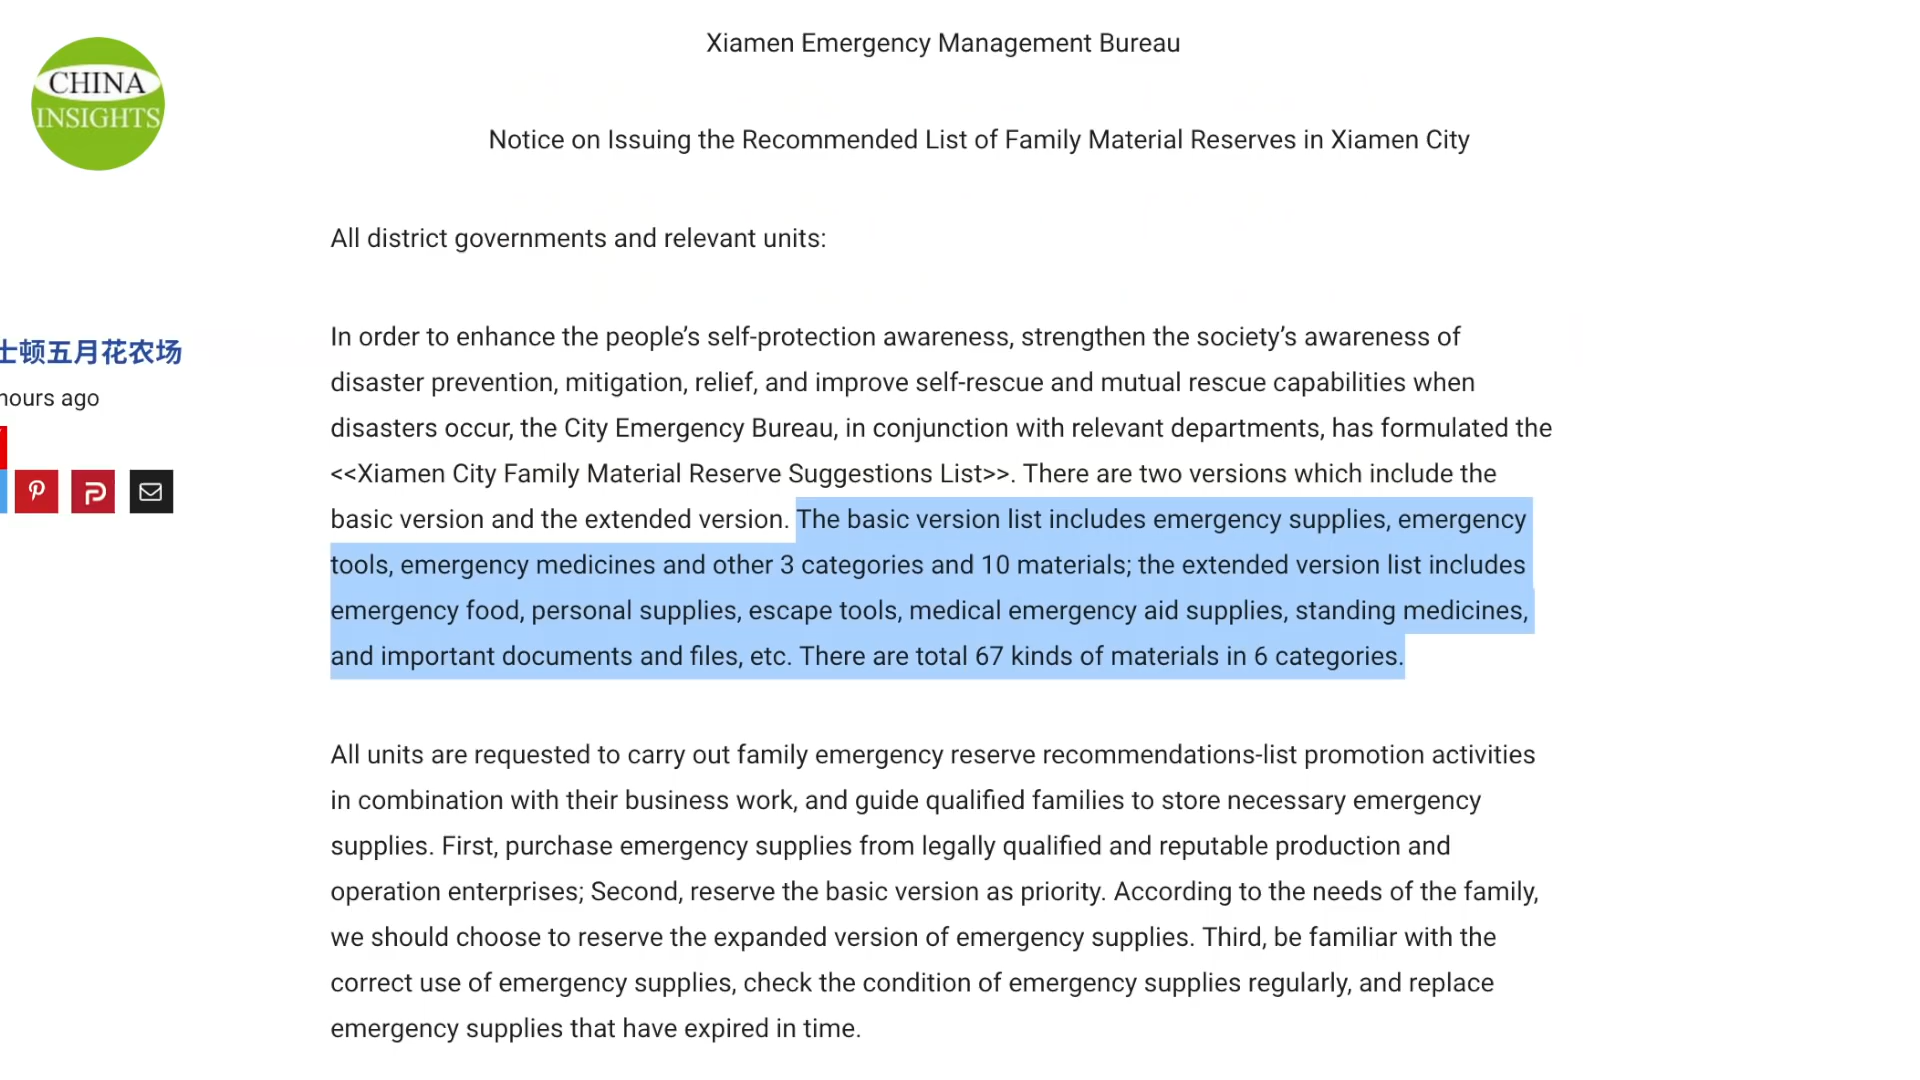 Xiamen Emergency Management Bureau
CHINA
INSIGHTS
Notice on Issuing the Recommended List of Family Material Reserves in Xiamen City
All district governments and relevant units:
In order to enhance the people’s self-protection awareness, strengthen the society’s awareness of
士顿五月花农场
disaster prevention, mitigation, relief, and improve self-rescue and mutual rescue capabilities when
hours ago
disasters occur, the City Emergency Bureau, in conjunction with relevant departments, has formulated the
<<Xiamen City Family Material Reserve Suggestions List>>. There are two versions which include the
basic version and the extended version. The basic version list includes emergency supplies, emergency
tools, emergency medicines and other 3 categories and 10 materials; the extended version list includes
emergency food, personal supplies, escape tools, medical emergency aid supplies, standing medicines,
and important documents and files, etc. There are total 67 kinds of materials in 6 categories.
All units are requested to carry out family emergency reserve recommendations-list promotion activities
in combination with their business work, and guide qualified families to store necessary emergency
supplies. First, purchase emergency supplies from legally qualified and reputable production and
operation enterprises; Second, reserve the basic version as priority. According to the needs of the family,
we should choose to reserve the expanded version of emergency supplies. Third, be familiar with the
correct use of emergency supplies, check the condition of emergency supplies regularly, and replace
emergency supplies that have expired in time.